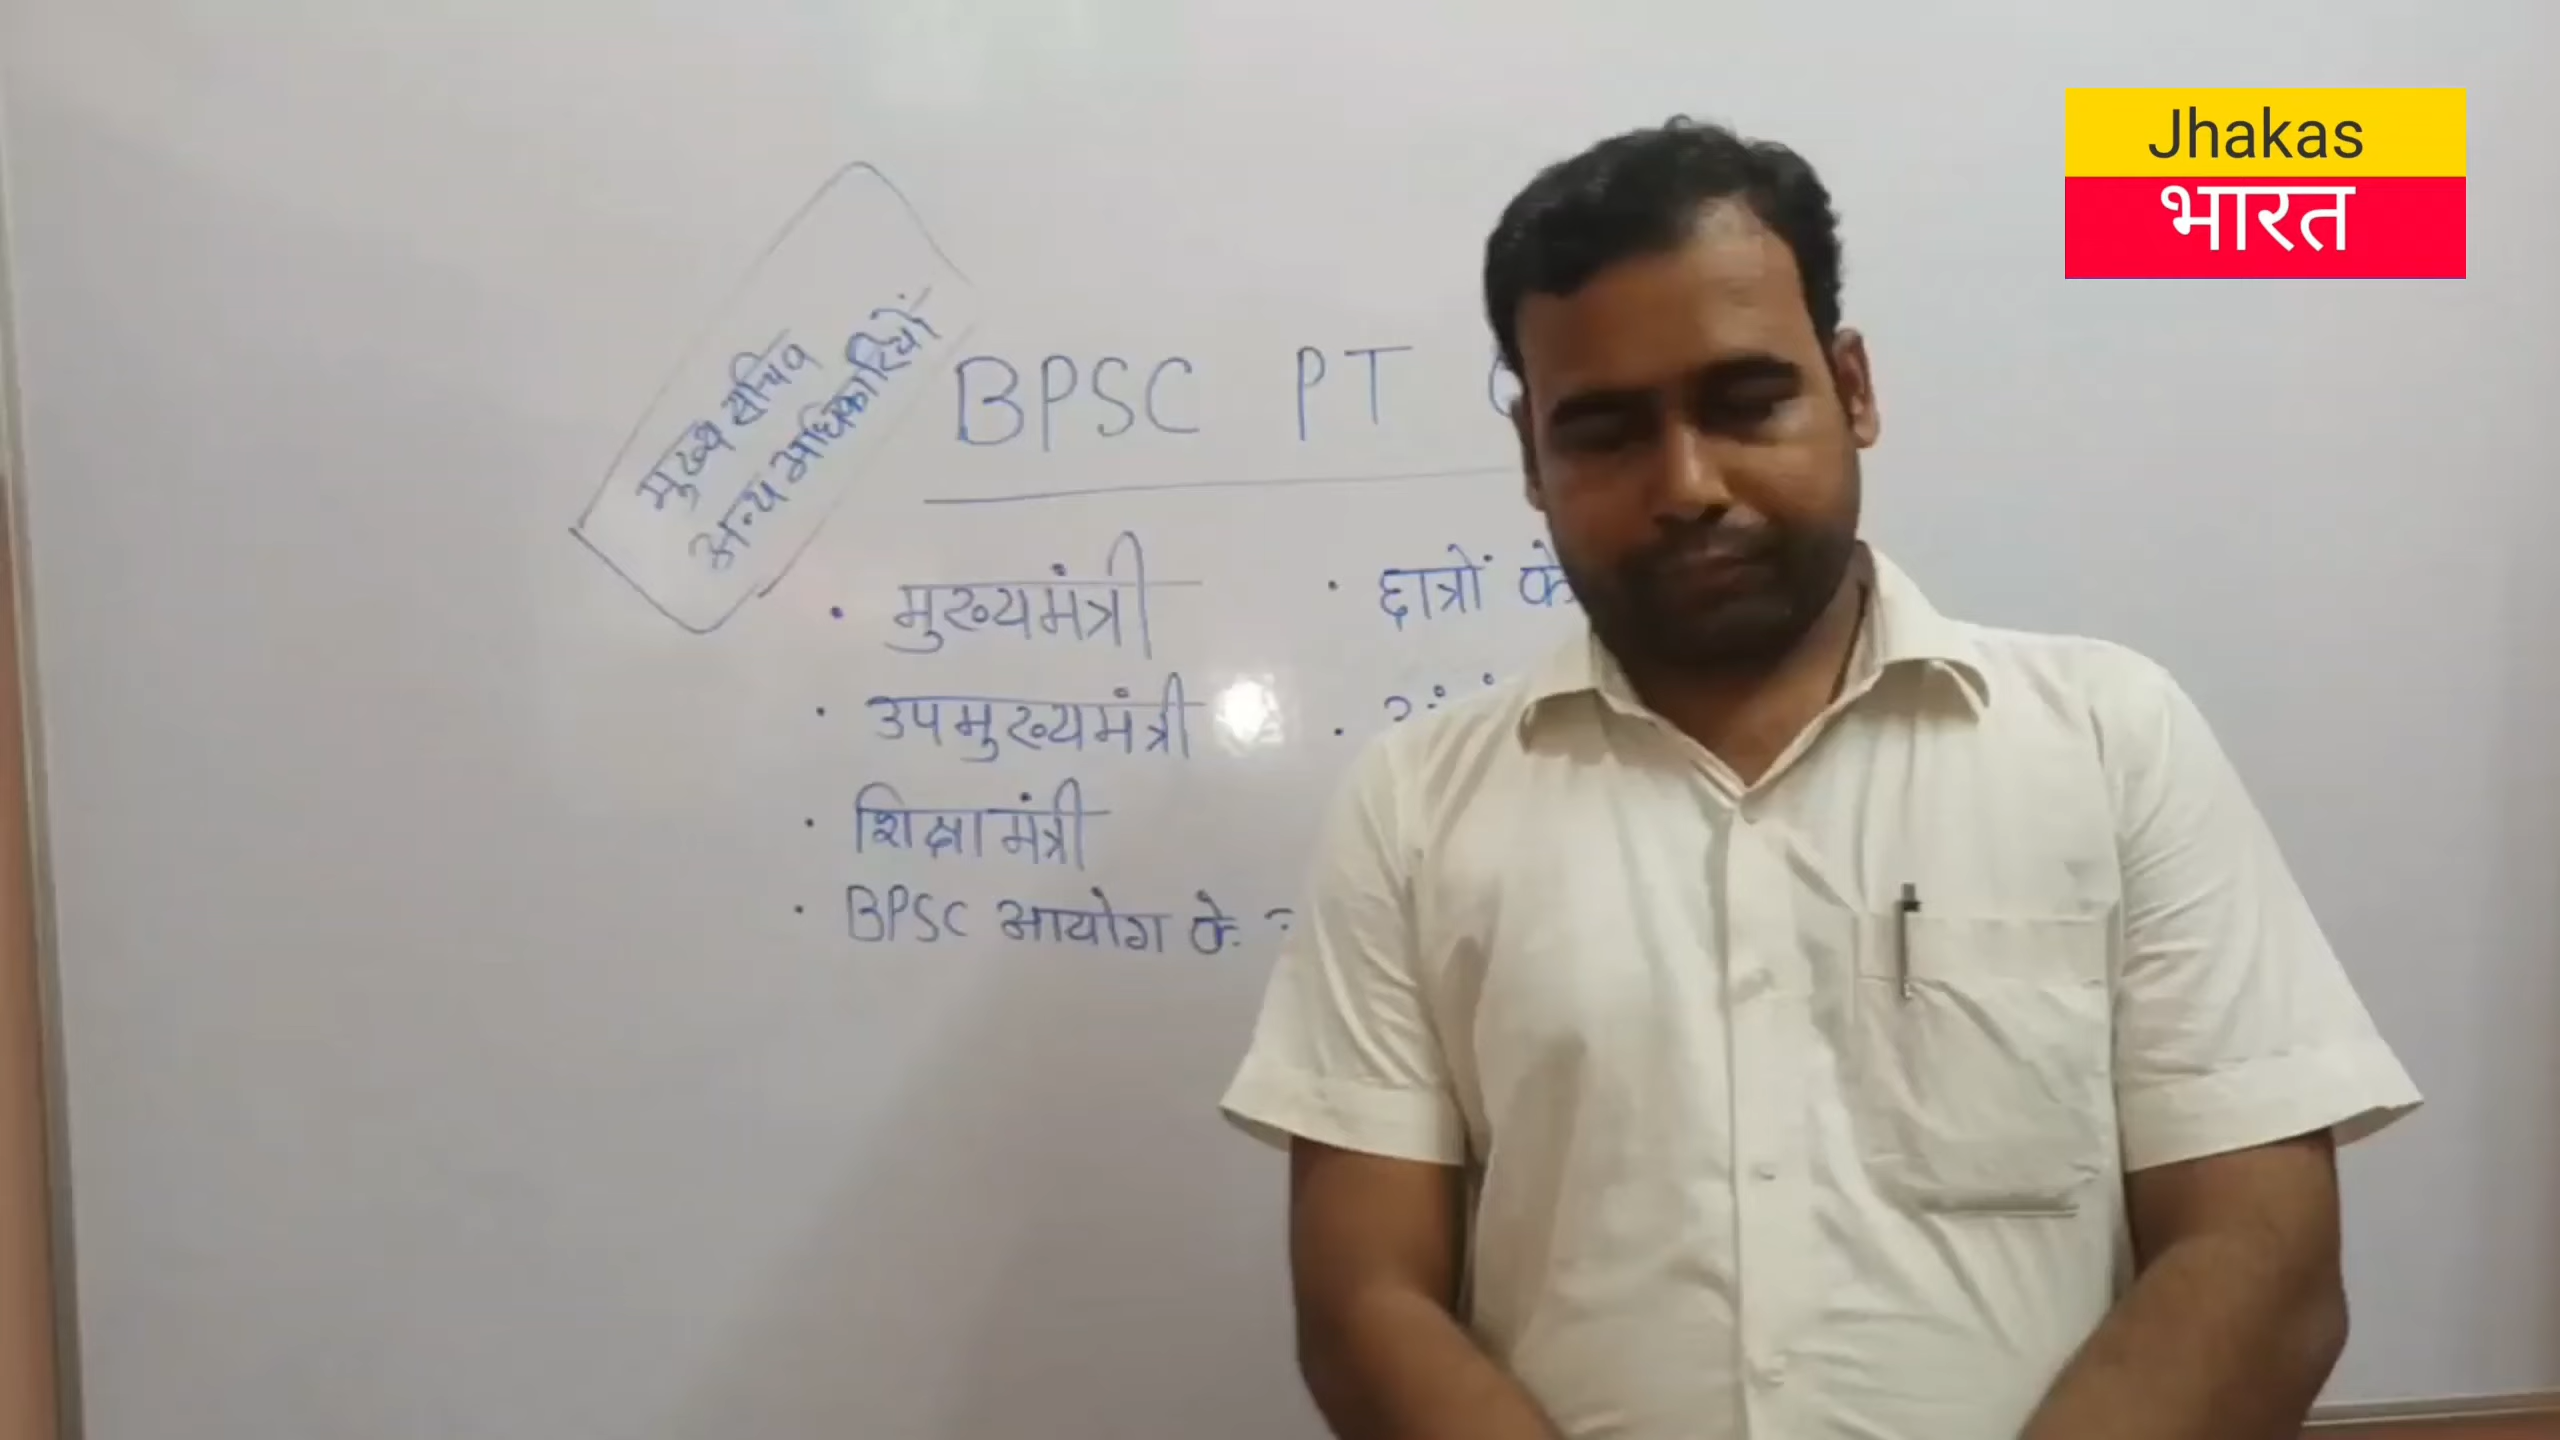 Jhakas
भारत
मुख्य सचिव
अन्य अधिकारियों
BPSC PT
• मुख्यमंत्री
• उपमुख्यमंत्री
• शिक्षा मंत्री
• BPSC आयोग के
• छात्रों के